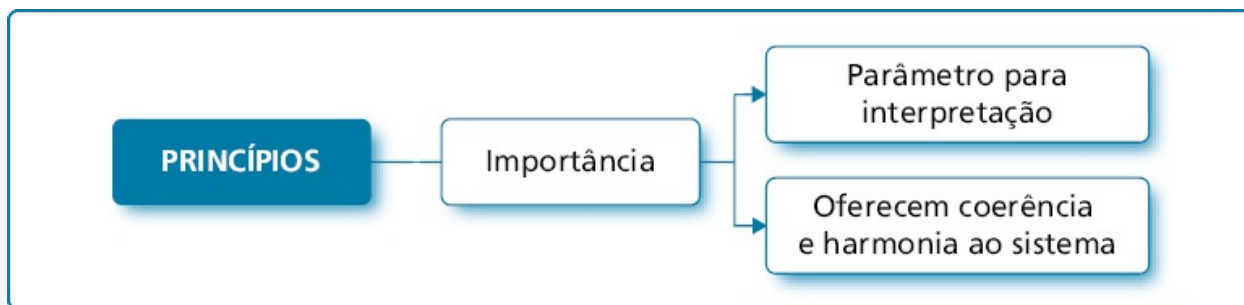 PRINCÍPIOS
Importância
Parâmetro para
interpretação
Oferecem coerência
e harmonia ao sistema